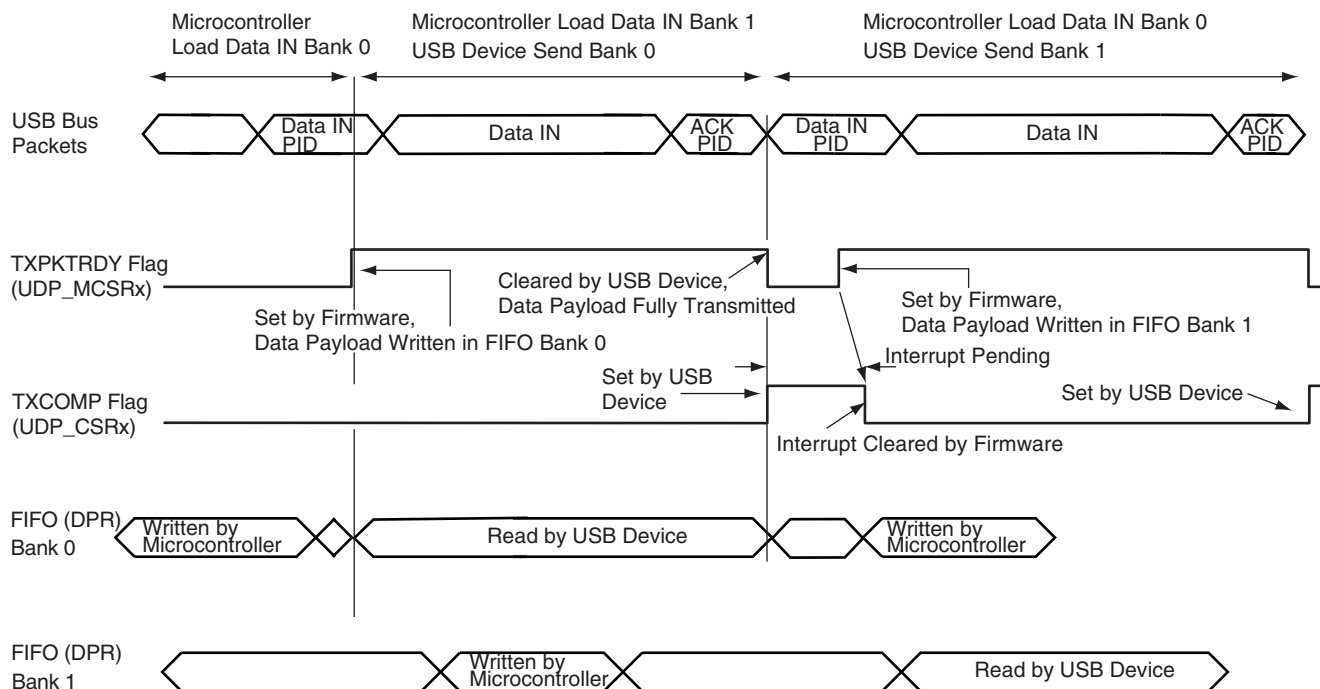 Microcontroller
Load Data IN Bank 0
Microcontroller Load Data IN Bank 1
USB Device Send Bank 0
Microcontroller Load Data IN Bank 0
USB Device Send Bank 1
USB Bus
Packets
Data IN
PID
Data IN
ACK
PID
Data IN
PID
Data IN
ACK
PID
TXPKTRDY Flag
(UDP_MCSRx)
Set by Firmware,
Data Payload Written in FIFO Bank 0
Cleared by USB Device,
Data Payload Fully Transmitted
Set by Firmware,
Data Payload Written in FIFO Bank 1
Interrupt Pending
TXCOMP Flag
(UDP_CSRx)
Set by USB
Device
Set by USB Device
Interrupt Cleared by Firmware
FIFO (DPR)
Bank 0
Written by
Microcontroller
Read by USB Device
Written by
Microcontroller
FIFO (DPR)
Bank 1
Written by
Microcontroller
Read by USB Device